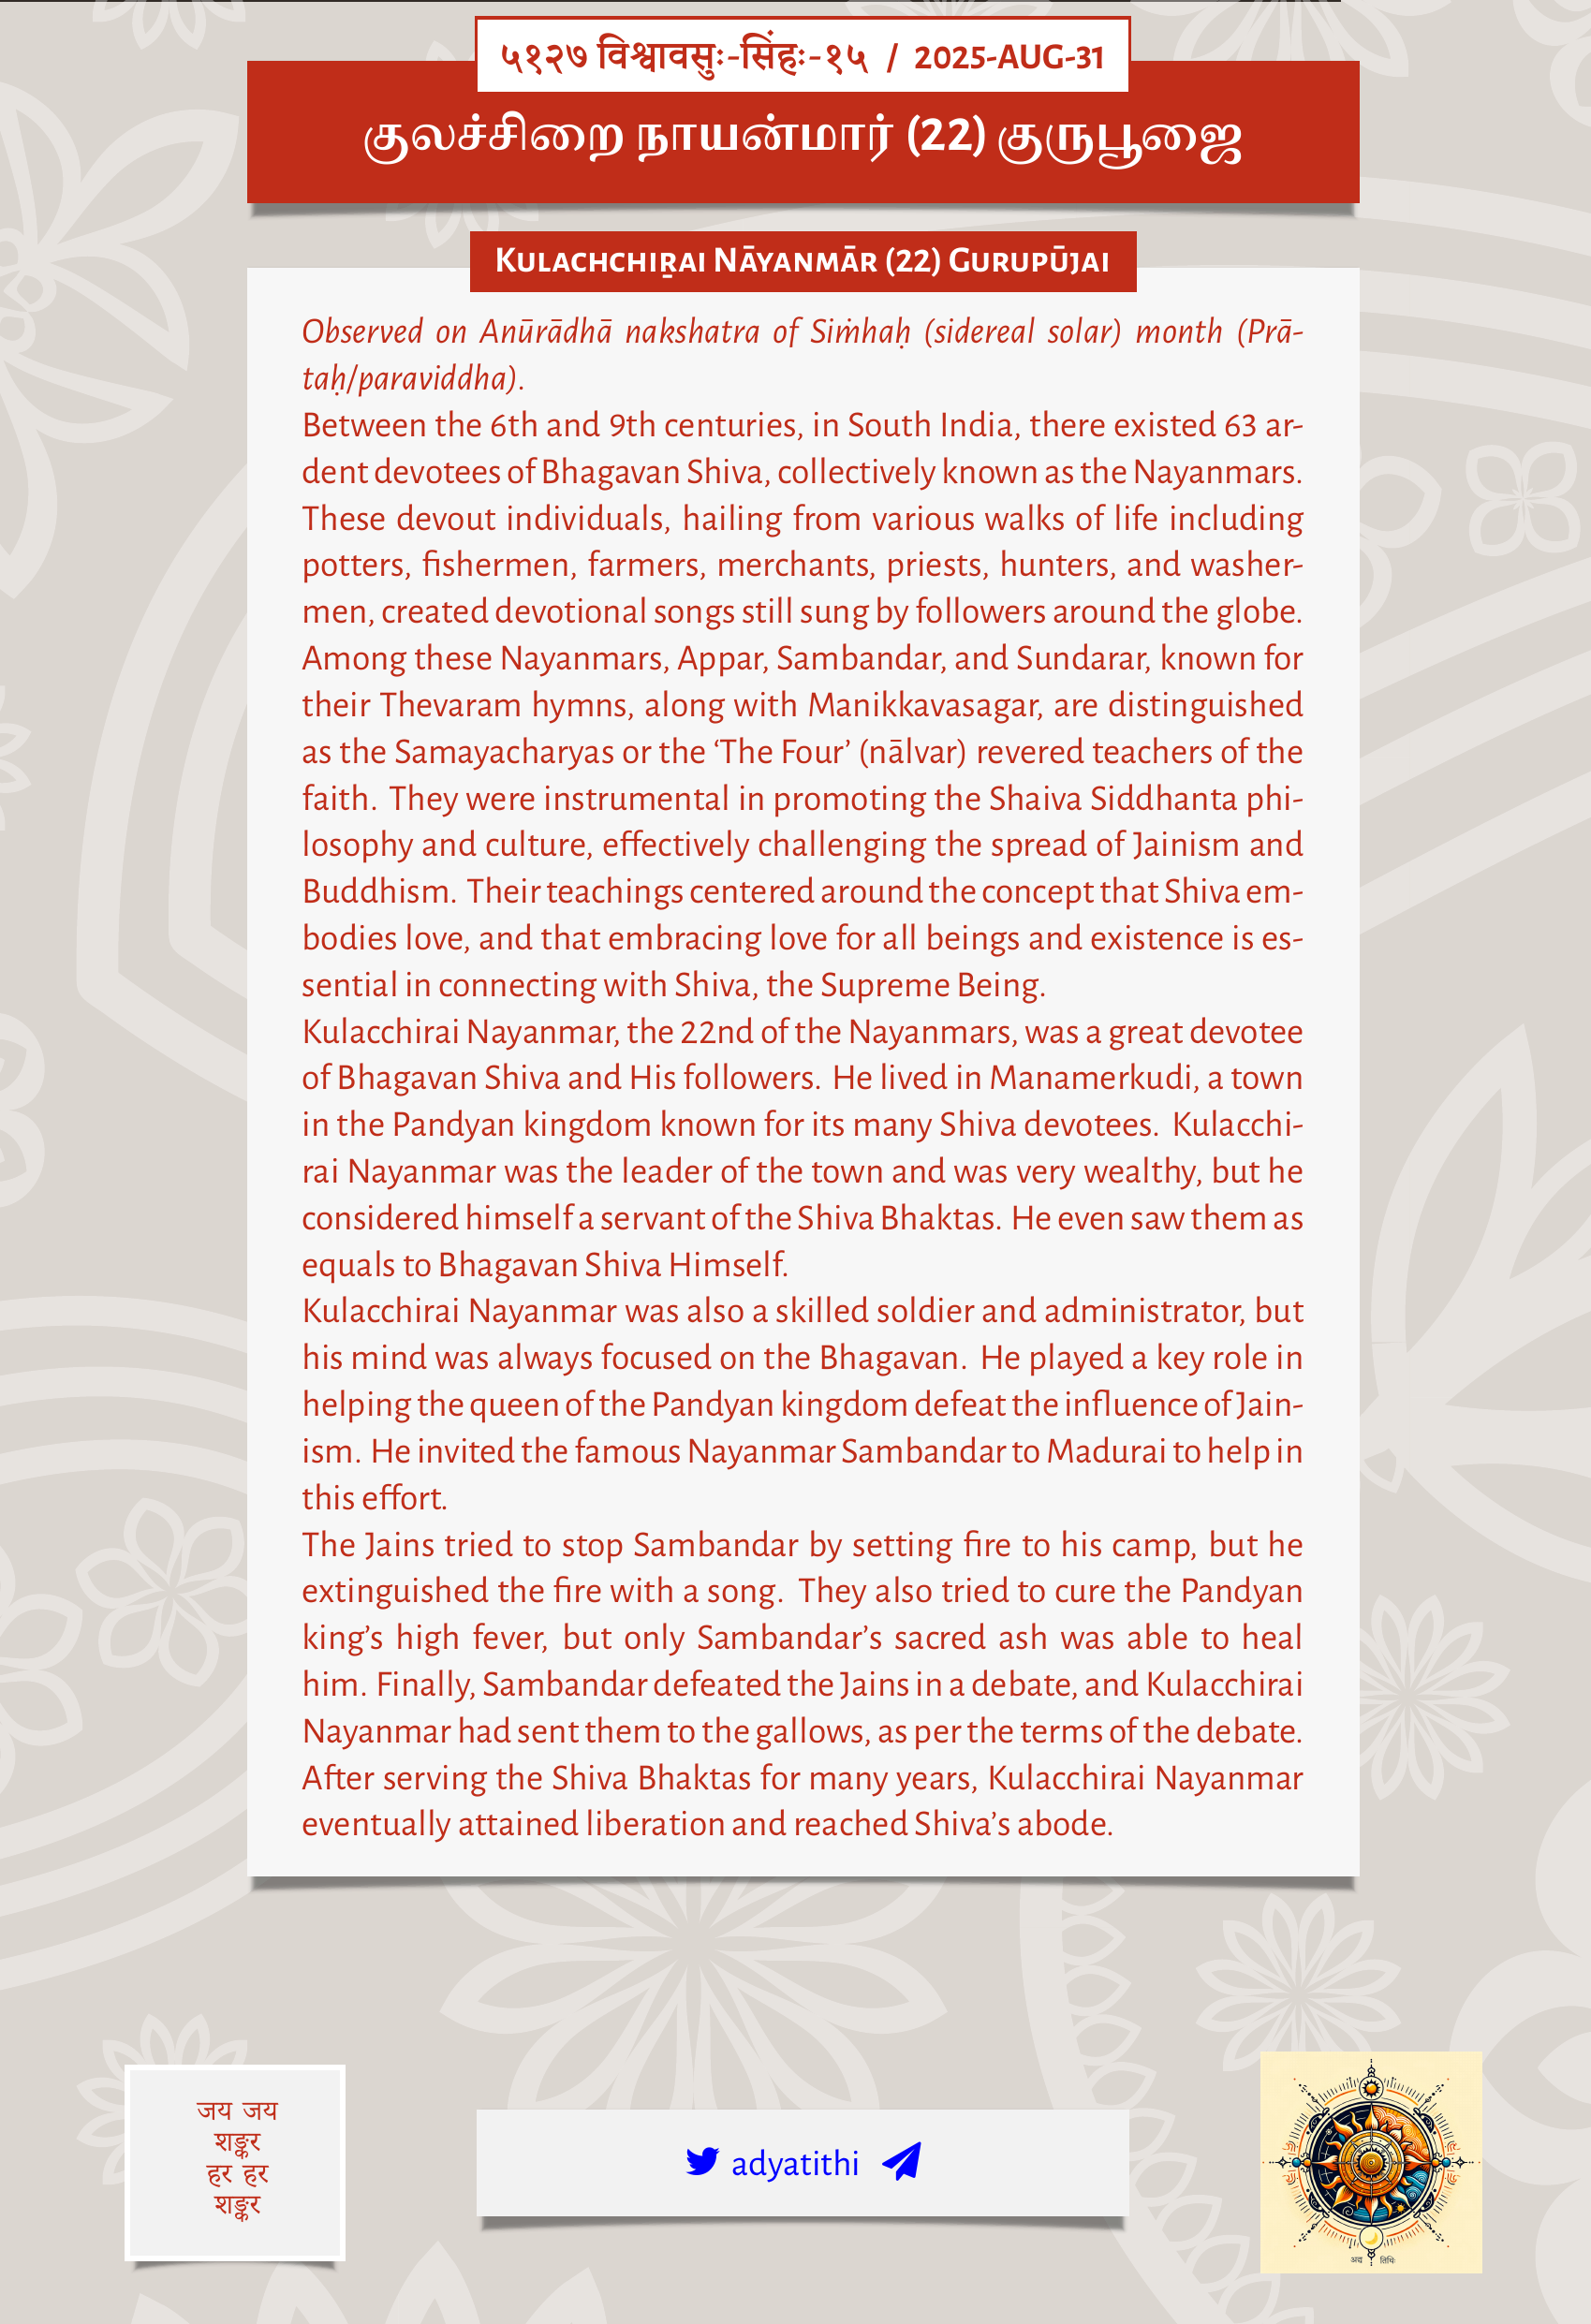 ५१२७ विश्वावसुः-सिंहः-१५ / 2025-AUG-31
குலச்சிறை நாயன்மார் (22) குருபூஜை
Kulachchiṟai Nāyanmār (22) Gurupūjai
Observed on Anūrādhā nakshatra of Siṁhaḥ (sidereal solar) month (Prā-
taḥ/paraviddha).
Between the 6th and 9th centuries, in South India, there existed 63 ar-
dent devotees of Bhagavan Shiva, collectively known as the Nayanmars.
These devout individuals, hailing from various walks of life including
potters, fishermen, farmers, merchants, priests, hunters, and washer-
men, created devotional songs still sung by followers around the globe.
Among these Nayanmars, Appar, Sambandar, and Sundarar, known for
their Thevaram hymns, along with Manikkavasagar, are distinguished
as the Samayacharyas or the ‘The Four’ (nālvar) revered teachers of the
faith. They were instrumental in promoting the Shaiva Siddhanta phi-
losophy and culture, effectively challenging the spread of Jainism and
Buddhism. Their teachings centered around the concept that Shiva em-
bodies love, and that embracing love for all beings and existence is es-
sential in connecting with Shiva, the Supreme Being.
Kulacchirai Nayanmar, the 22nd of the Nayanmars, was a great devotee
of Bhagavan Shiva and His followers. He lived in Manamerkudi, a town
in the Pandyan kingdom known for its many Shiva devotees. Kulacchi-
rai Nayanmar was the leader of the town and was very wealthy, but he
considered himself a servant of the Shiva Bhaktas. He even saw them as
equals to Bhagavan Shiva Himself.
Kulacchirai Nayanmar was also a skilled soldier and administrator, but
his mind was always focused on the Bhagavan. He played a key role in
helping the queen of the Pandyan kingdom defeat the influence of Jain-
ism. He invited the famous Nayanmar Sambandar to Madurai to help in
this effort.
The Jains tried to stop Sambandar by setting fire to his camp, but he
extinguished the fire with a song. They also tried to cure the Pandyan
king’s high fever, but only Sambandar’s sacred ash was able to heal
him. Finally, Sambandar defeated the Jains in a debate, and Kulacchirai
Nayanmar had sent them to the gallows, as per the terms of the debate.
After serving the Shiva Bhaktas for many years, Kulacchirai Nayanmar
eventually attained liberation and reached Shiva’s abode.
जय जय
शङ्कर
हर हर
शङ्कर
adyatithi
अद्य तिथिः